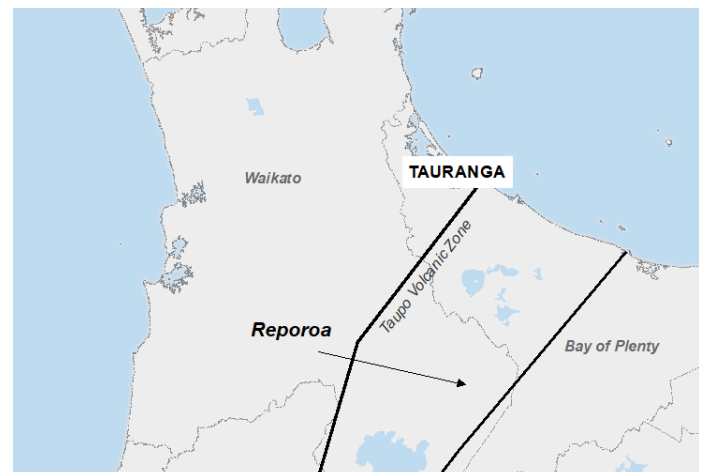 TAURANGA
Waikato
Taupo Volcanic Zone
Reporoa
Bay of Plenty